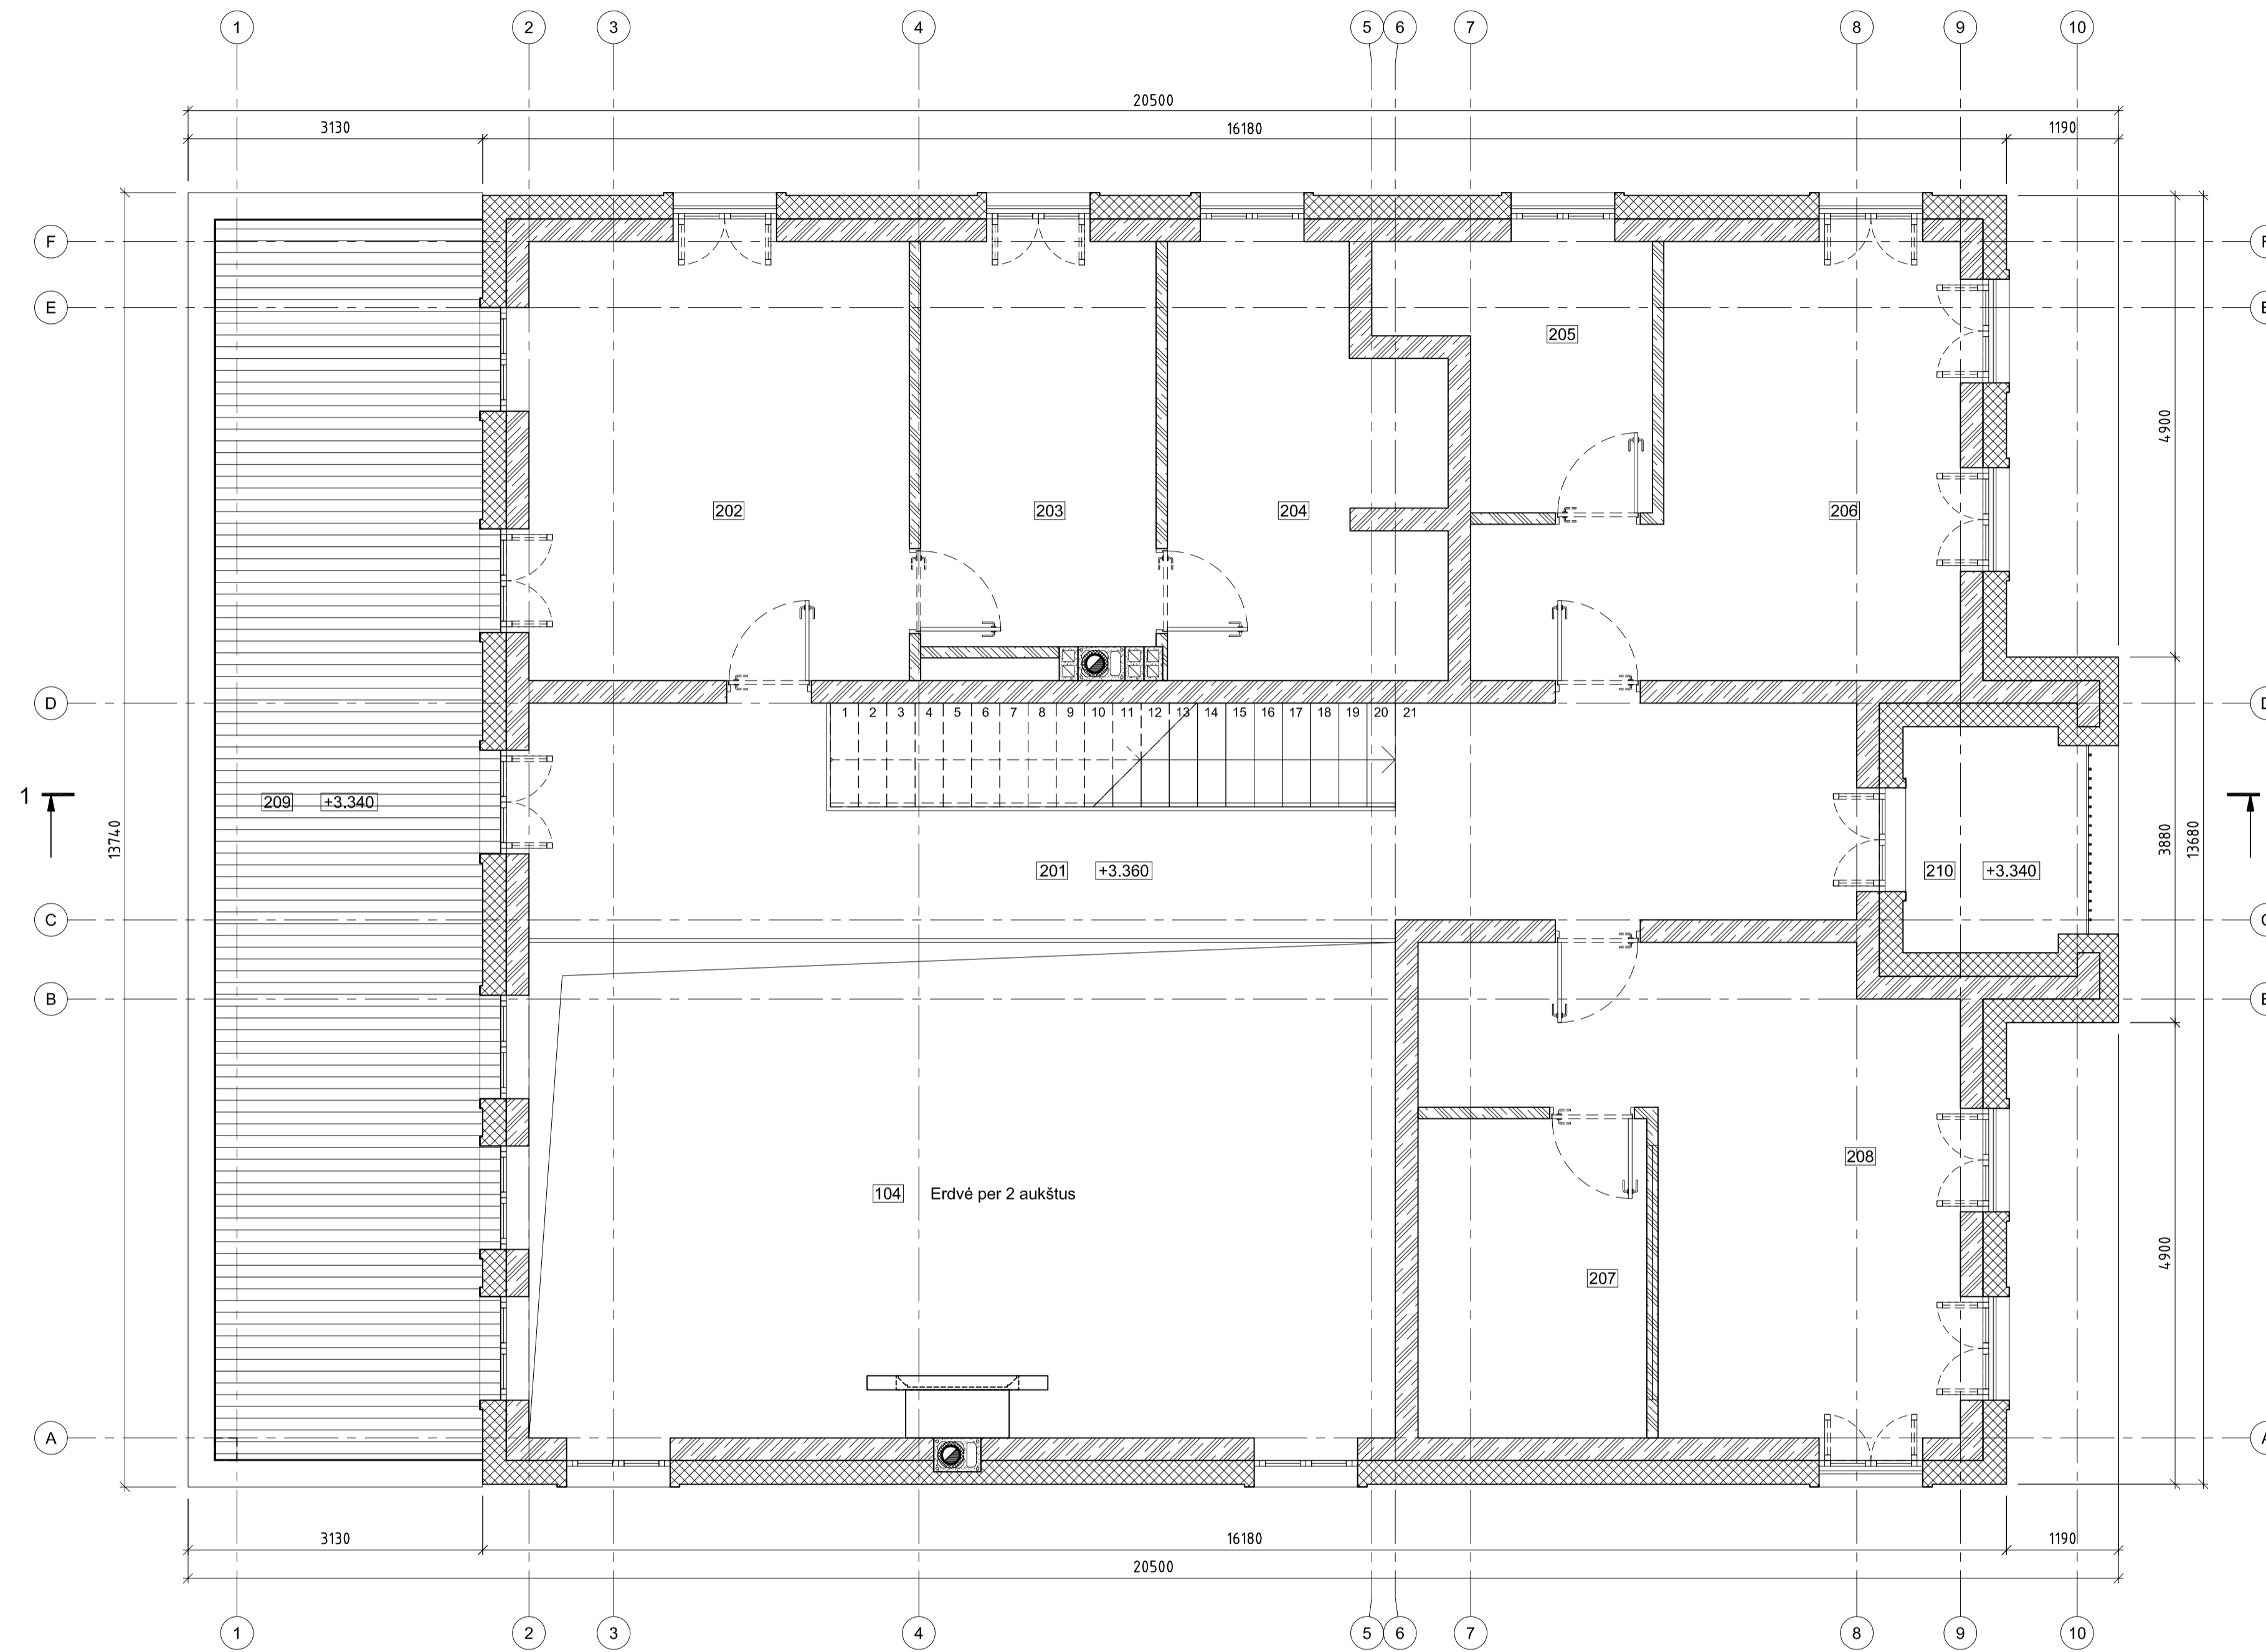 1 2 3 4 5 6 7 8 9 10
20500
3130 16180 1190
F F
E E
205
4900
202 203 204 206
D D
1 2 3 4 5 6 7 8 9 10 11 12 13 14 15 16 17 18 19 20 21
1 209 +3.340
13740 3880 13680
201 +3.360 210 +3.340
C C
B B
208
104 Erdvė per 2 aukštus
4900
207
A A
3130 16180 1190
20500
1 2 3 4 5 6 7 8 9 10